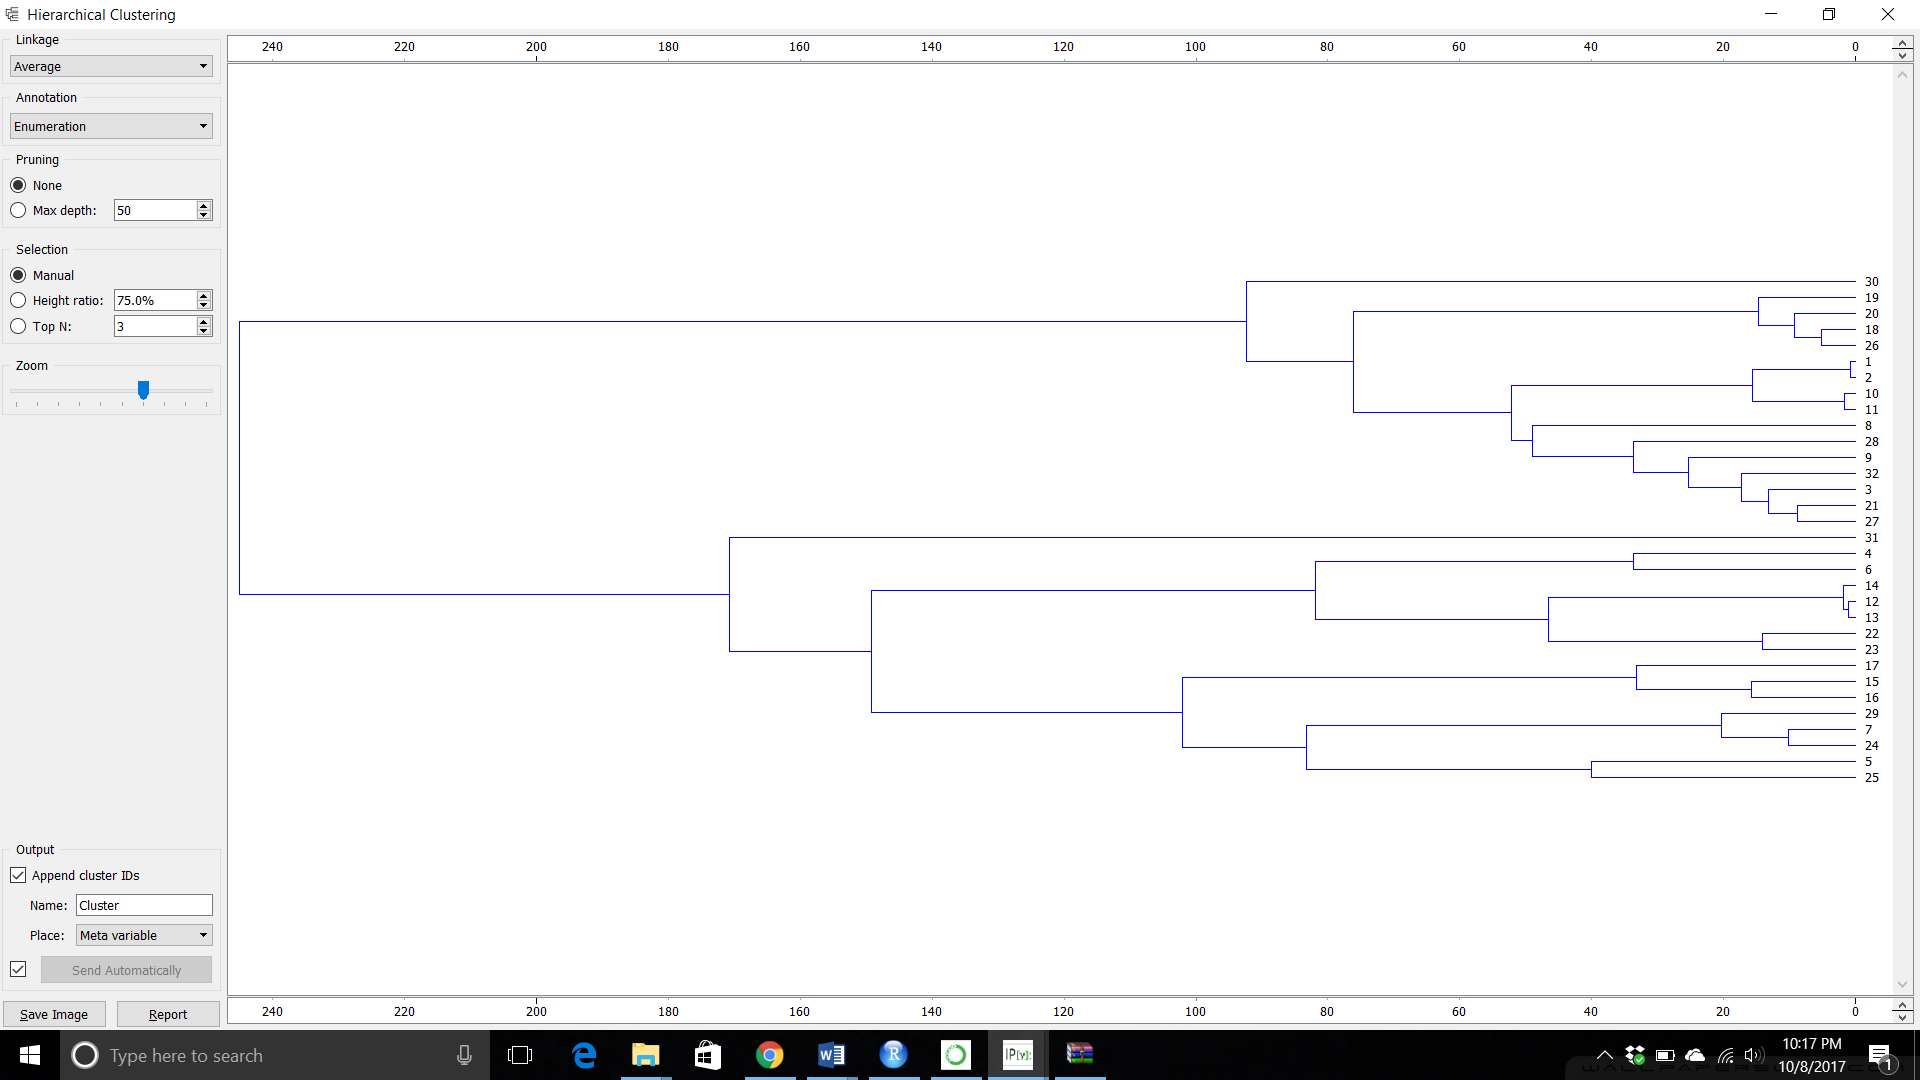 Hierarchical Clustering
Linkage
Average
Annotation
Enumeration
Pruning
None
Max depth: 50
Selection
Manual
Height ratio: 75.0%
Top N: 3
Zoom
Output
Append cluster IDs
Name: Cluster
Place: Meta variable
Send Automatically
Save Image Report
240 220 200 180 160 140 120 100 80 60 40 20 0
30
19
20
18
26
1
2
10
11
8
28
9
32
3
21
27
31
4
6
14
12
13
22
23
17
15
16
29
7
24
5
25
240 220 200 180 160 140 120 100 80 60 40 20 0
Type here to search
W
R
IP[y]:
10:17 PM
10/8/2017
1